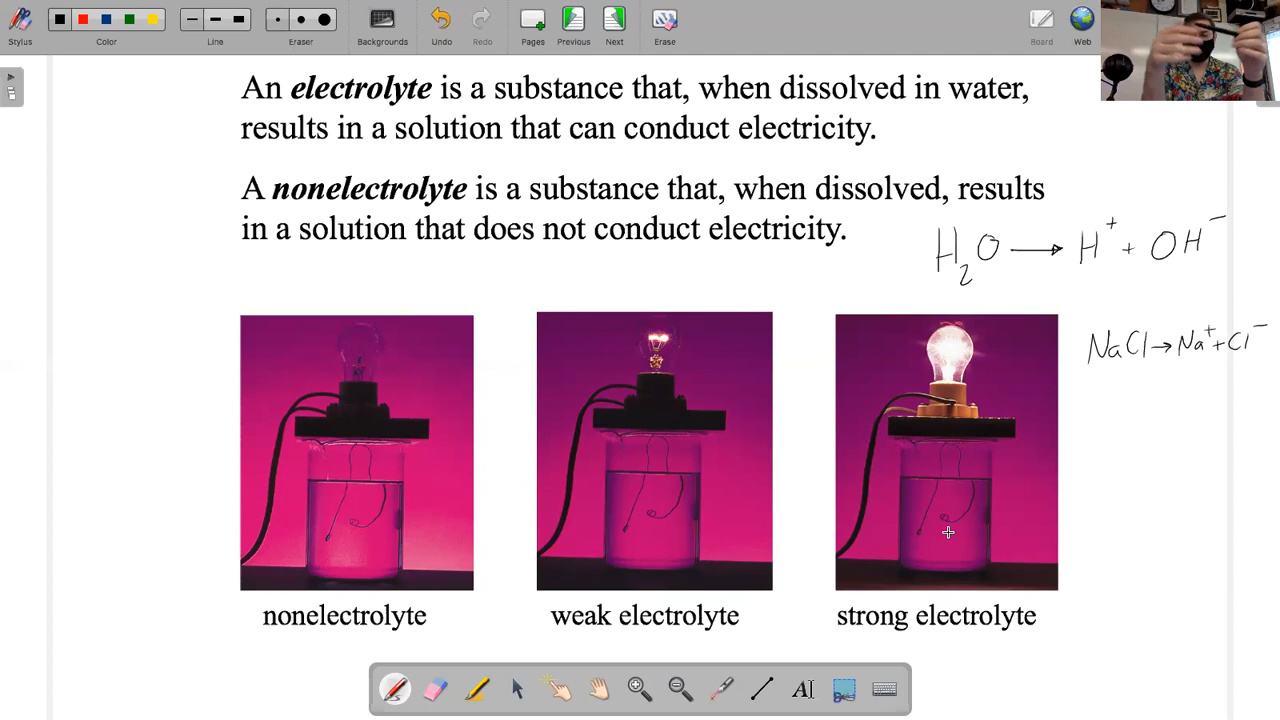 Stylus
Color
Line
Eraser
Backgrounds
Undo
Redo
Pages
Previous
Next
Erase
Board
Web
An electrolyte is a substance that, when dissolved in water,
results in a solution that can conduct electricity.
A nonelectrolyte is a substance that, when dissolved, results
in a solution that does not conduct electricity.
H₂O → H⁺ + OH⁻
NaCl → Na⁺ + Cl⁻
nonelectrolyte
weak electrolyte
strong electrolyte
AI